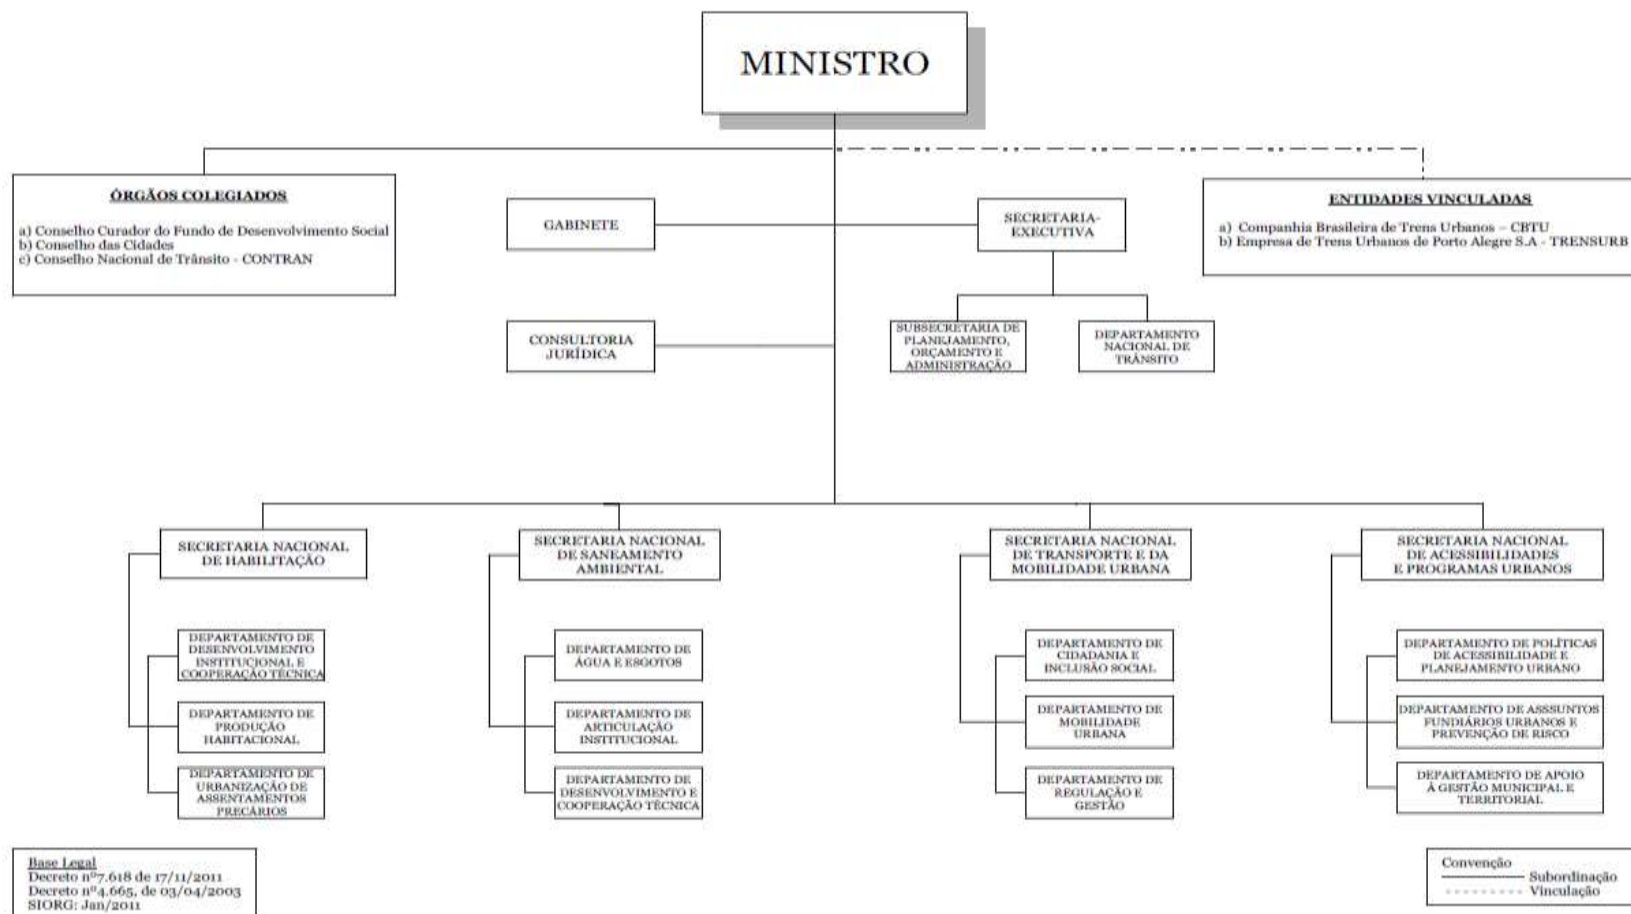 MINISTRO
ÓRGÃOS COLEGIADOS
a) Conselho Curador do Fundo de Desenvolvimento Social
b) Conselho das Cidades
c) Conselho Nacional de Trânsito - CONTRAN
GABINETE
SECRETARIA-
EXECUTIVA
ENTIDADES VINCULADAS
a) Companhia Brasileira de Trens Urbanos – CBTU
b) Empresa de Trens Urbanos de Porto Alegre S.A - TRENSURB
CONSULTORIA
JURÍDICA
SUBSECRETARIA DE
PLANEJAMENTO,
ORÇAMENTO E
ADMINISTRAÇÃO
DEPARTAMENTO
NACIONAL DE
TRÂNSITO
SECRETARIA NACIONAL
DE HABILITAÇÃO
DEPARTAMENTO DE
DESENVOLVIMENTO
INSTITUCIONAL E
COOPERAÇÃO TÉCNICA
DEPARTAMENTO DE
PRODUÇÃO
HABITACIONAL
DEPARTAMENTO DE
URBANIZAÇÃO DE
ASSENTAMENTOS
PRECÁRIOS
SECRETARIA NACIONAL
DE SANEAMENTO
AMBIENTAL
DEPARTAMENTO DE
ÁGUA E ESGOTOS
DEPARTAMENTO DE
ARTICULAÇÃO
INSTITUCIONAL
DEPARTAMENTO DE
DESENVOLVIMENTO E
COOPERAÇÃO TÉCNICA
SECRETARIA NACIONAL
DE TRANSPORTE E DA
MOBILIDADE URBANA
DEPARTAMENTO DE
CIDADANIA E
INCLUSÃO SOCIAL
DEPARTAMENTO DE
MOBILIDADE
URBANA
DEPARTAMENTO DE
REGULAÇÃO E
GESTÃO
SECRETARIA NACIONAL
DE ACESSIBILIDADES
E PROGRAMAS URBANOS
DEPARTAMENTO DE POLÍTICAS
DE ACESSIBILIDADE E
PLANEJAMENTO URBANO
DEPARTAMENTO DE ASSSUNTOS
FUNDIÁRIOS URBANOS E
PREVENÇÃO DE RISCO
DEPARTAMENTO DE APOIO
À GESTÃO MUNICIPAL E
TERRITORIAL
Base Legal
Decreto nº7.618 de 17/11/2011
Decreto nº4.665, de 03/04/2003
SIORG: Jan/2011
Convenção
Subordinação
Vinculação